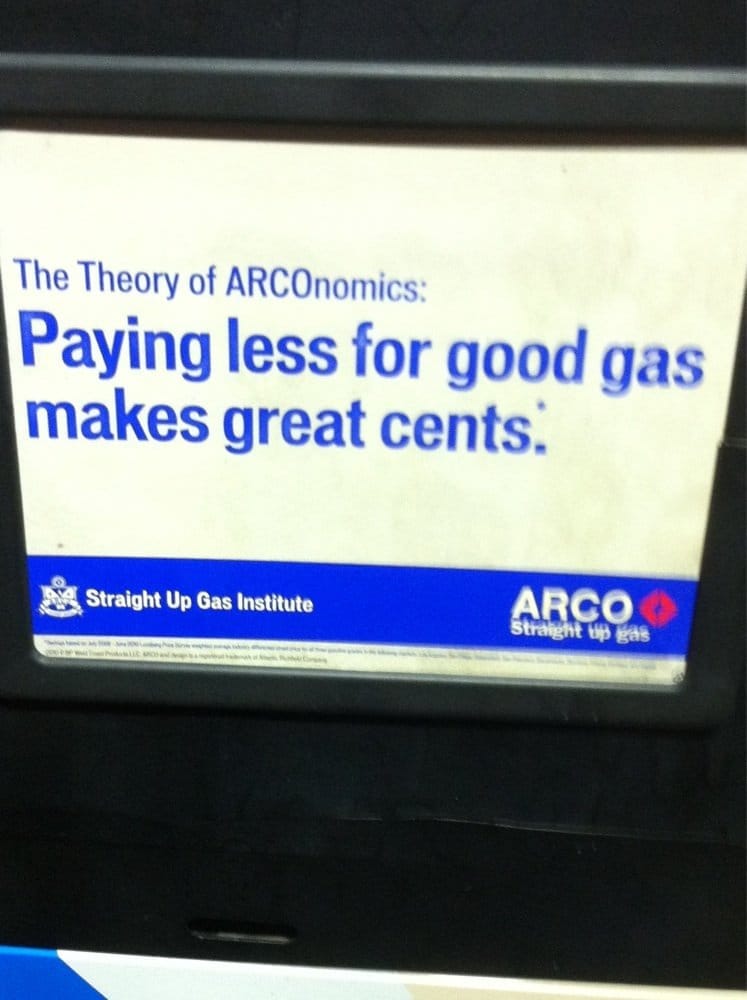 The Theory of ARCOnomics:
Paying less for good gas
makes great cents.*
Straight Up Gas Institute
ARCO
Straight up gas